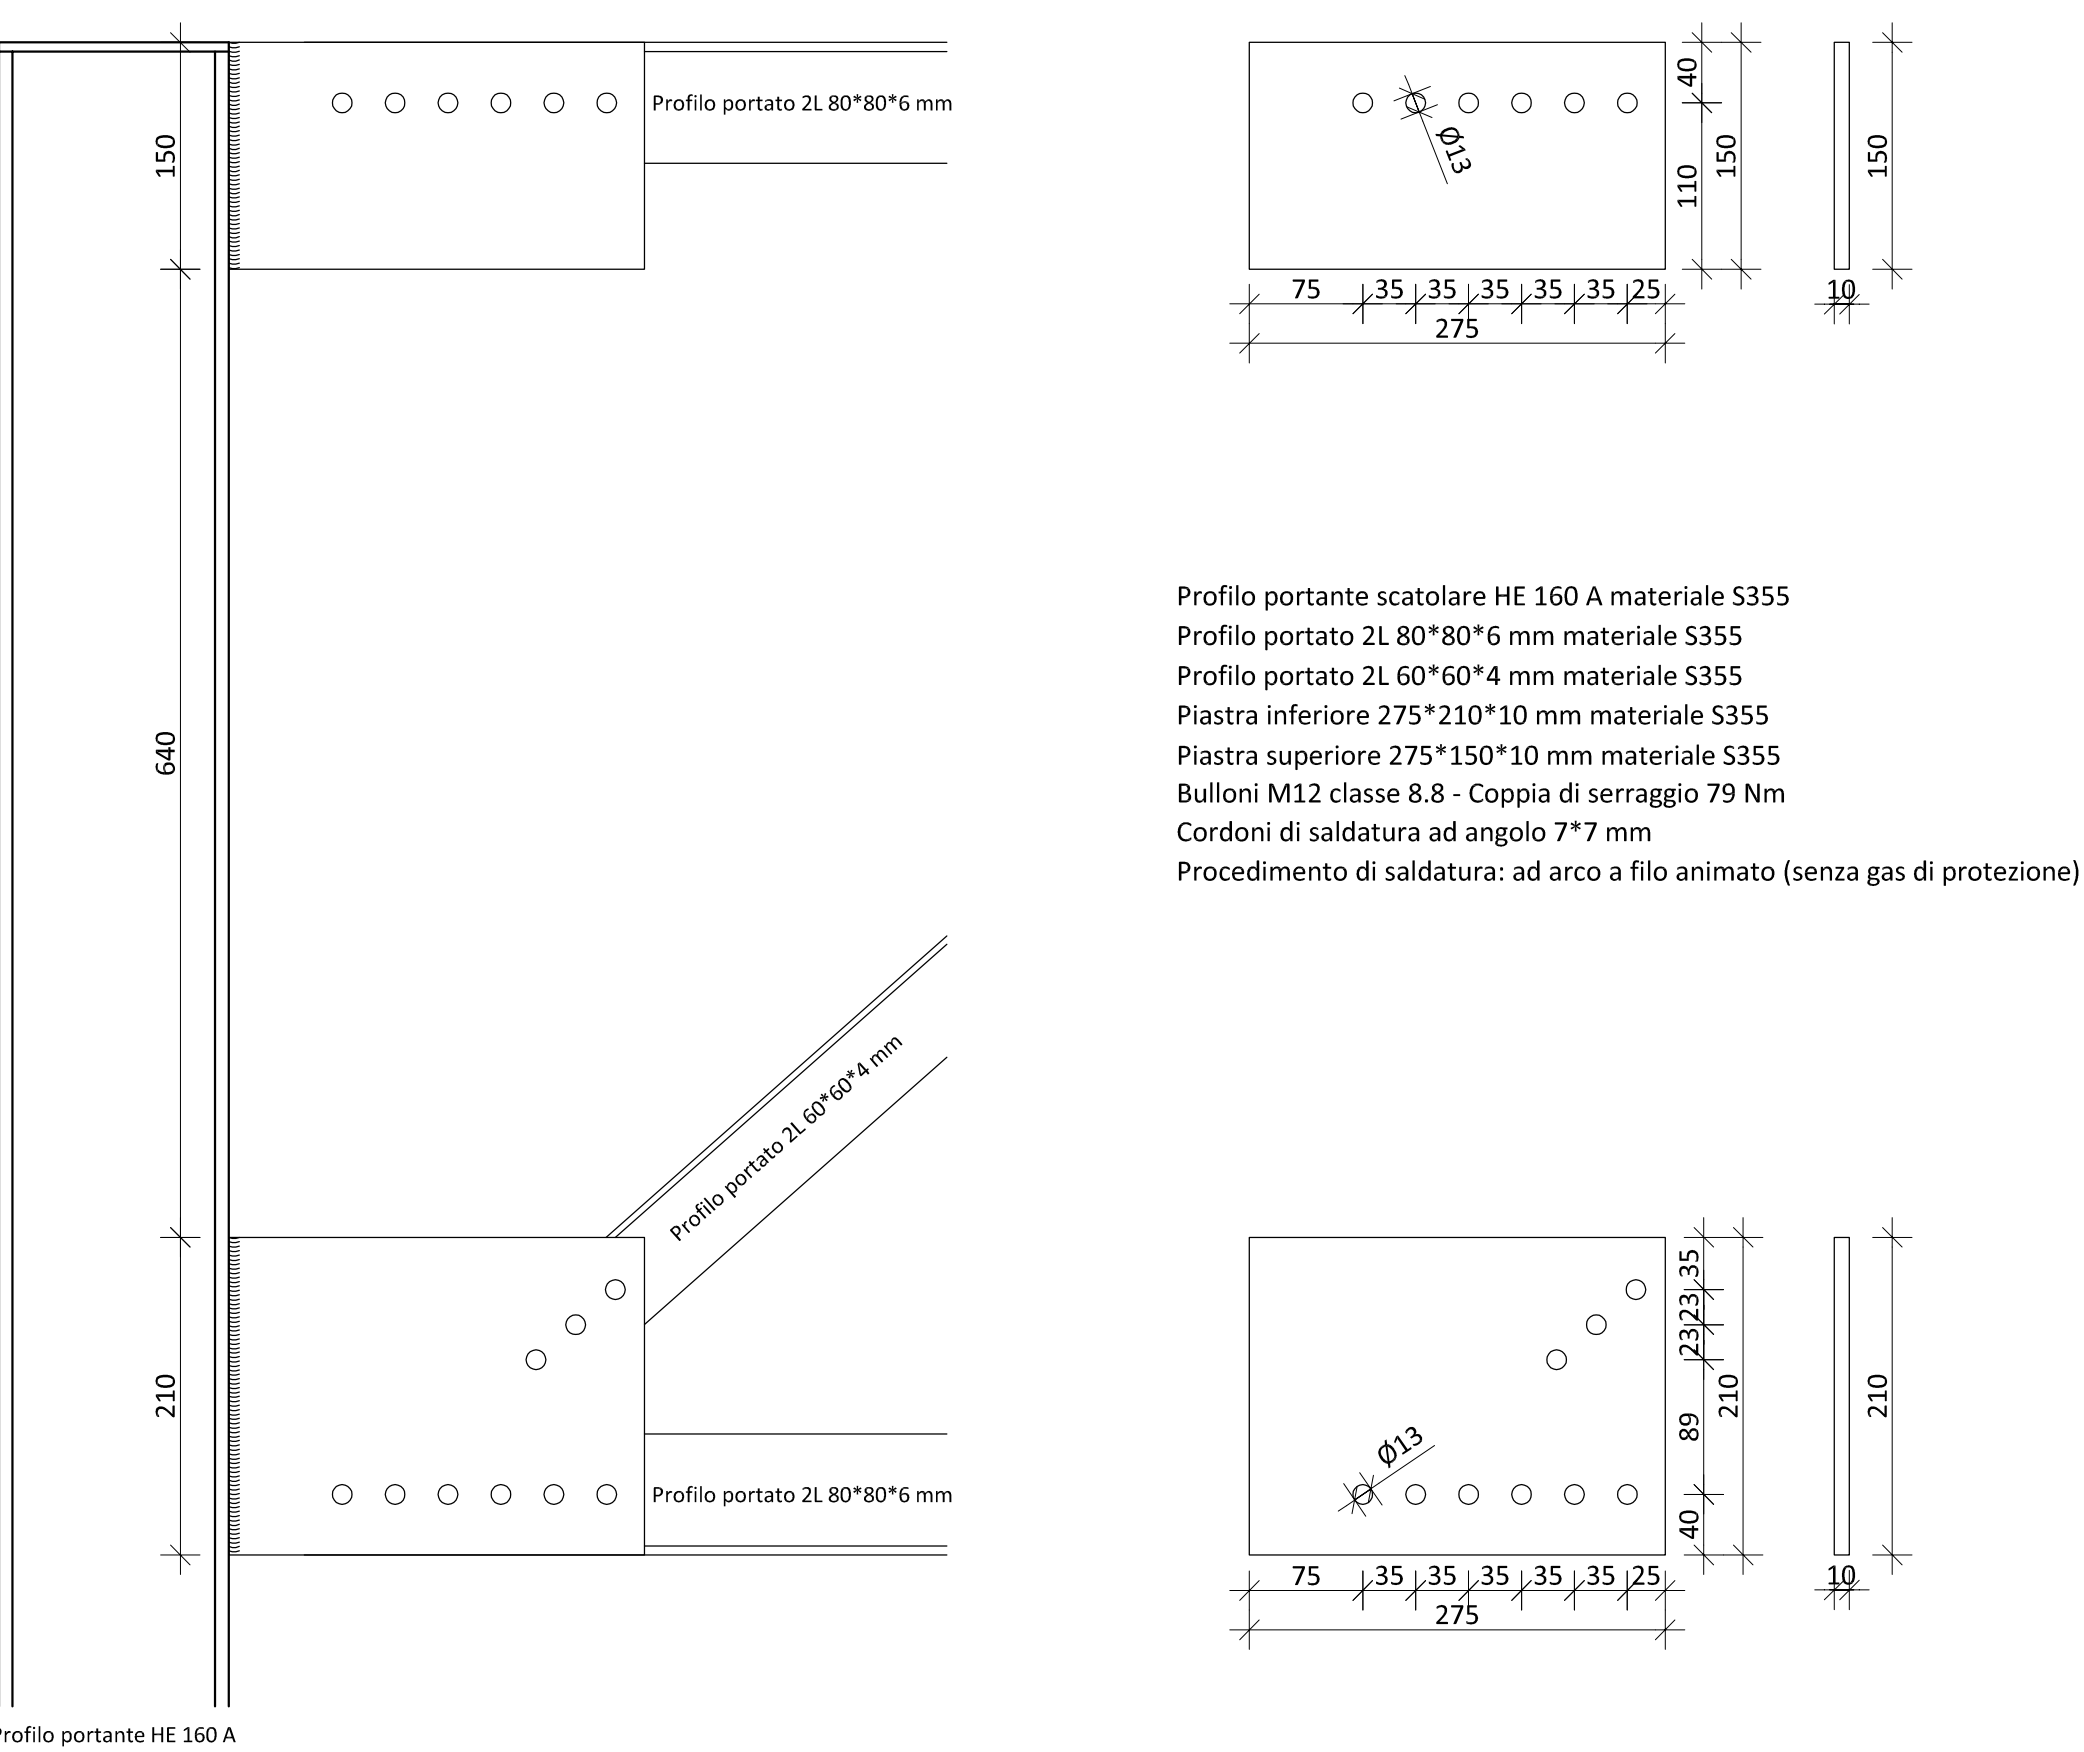 150
Profilo portato 2L 80*80*6 mm
640
Profilo portato 2L 60*60*4 mm
210
Profilo portato 2L 80*80*6 mm
Profilo portante HE 160 A
Ø13
40
110
150
150
75 35 35 35 35 35 25
275
10
Profilo portante scatolare HE 160 A materiale S355
Profilo portato 2L 80*80*6 mm materiale S355
Profilo portato 2L 60*60*4 mm materiale S355
Piastra inferiore 275*210*10 mm materiale S355
Piastra superiore 275*150*10 mm materiale S355
Bulloni M12 classe 8.8 - Coppia di serraggio 79 Nm
Cordoni di saldatura ad angolo 7*7 mm
Procedimento di saldatura: ad arco a filo animato (senza gas di protezione)
Ø13
35
23
23
89
40
210
210
75 35 35 35 35 35 25
275
10